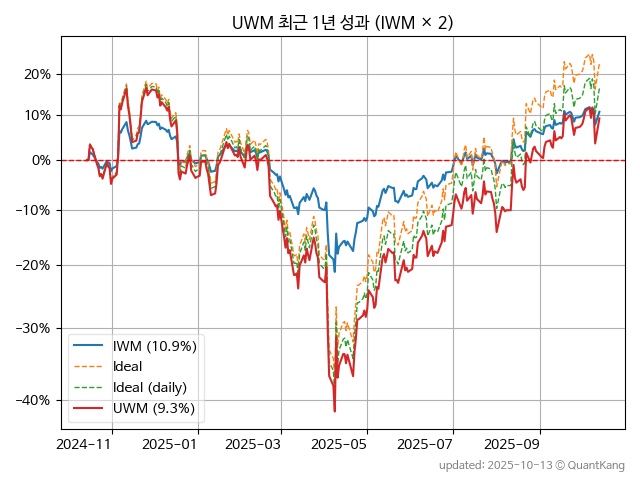 UWM 최근 1년 성과 (IWM × 2)
20%
10%
0%
−10%
−20%
−30%
−40%
IWM (10.9%)
Ideal
Ideal (daily)
UWM (9.3%)
2024-11
2025-01
2025-03
2025-05
2025-07
2025-09
updated: 2025-10-13 © QuantKang